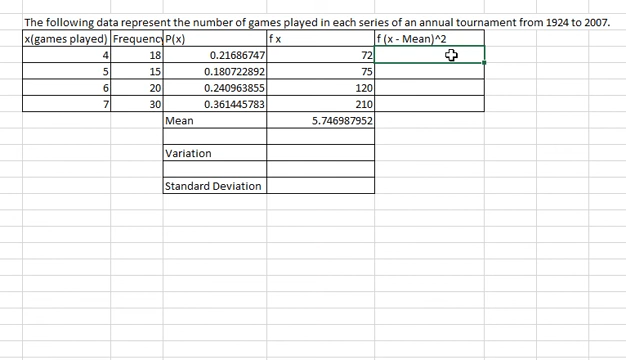 The following data represent the number of games played in each series of an annual tournament from 1924 to 2007.
x(games played) Frequency P(x) f x f (x - Mean)^2
4 18 0.21686747 72
5 15 0.180722892 75
6 20 0.240963855 120
7 30 0.361445783 210
Mean 5.746987952
Variation
Standard Deviation